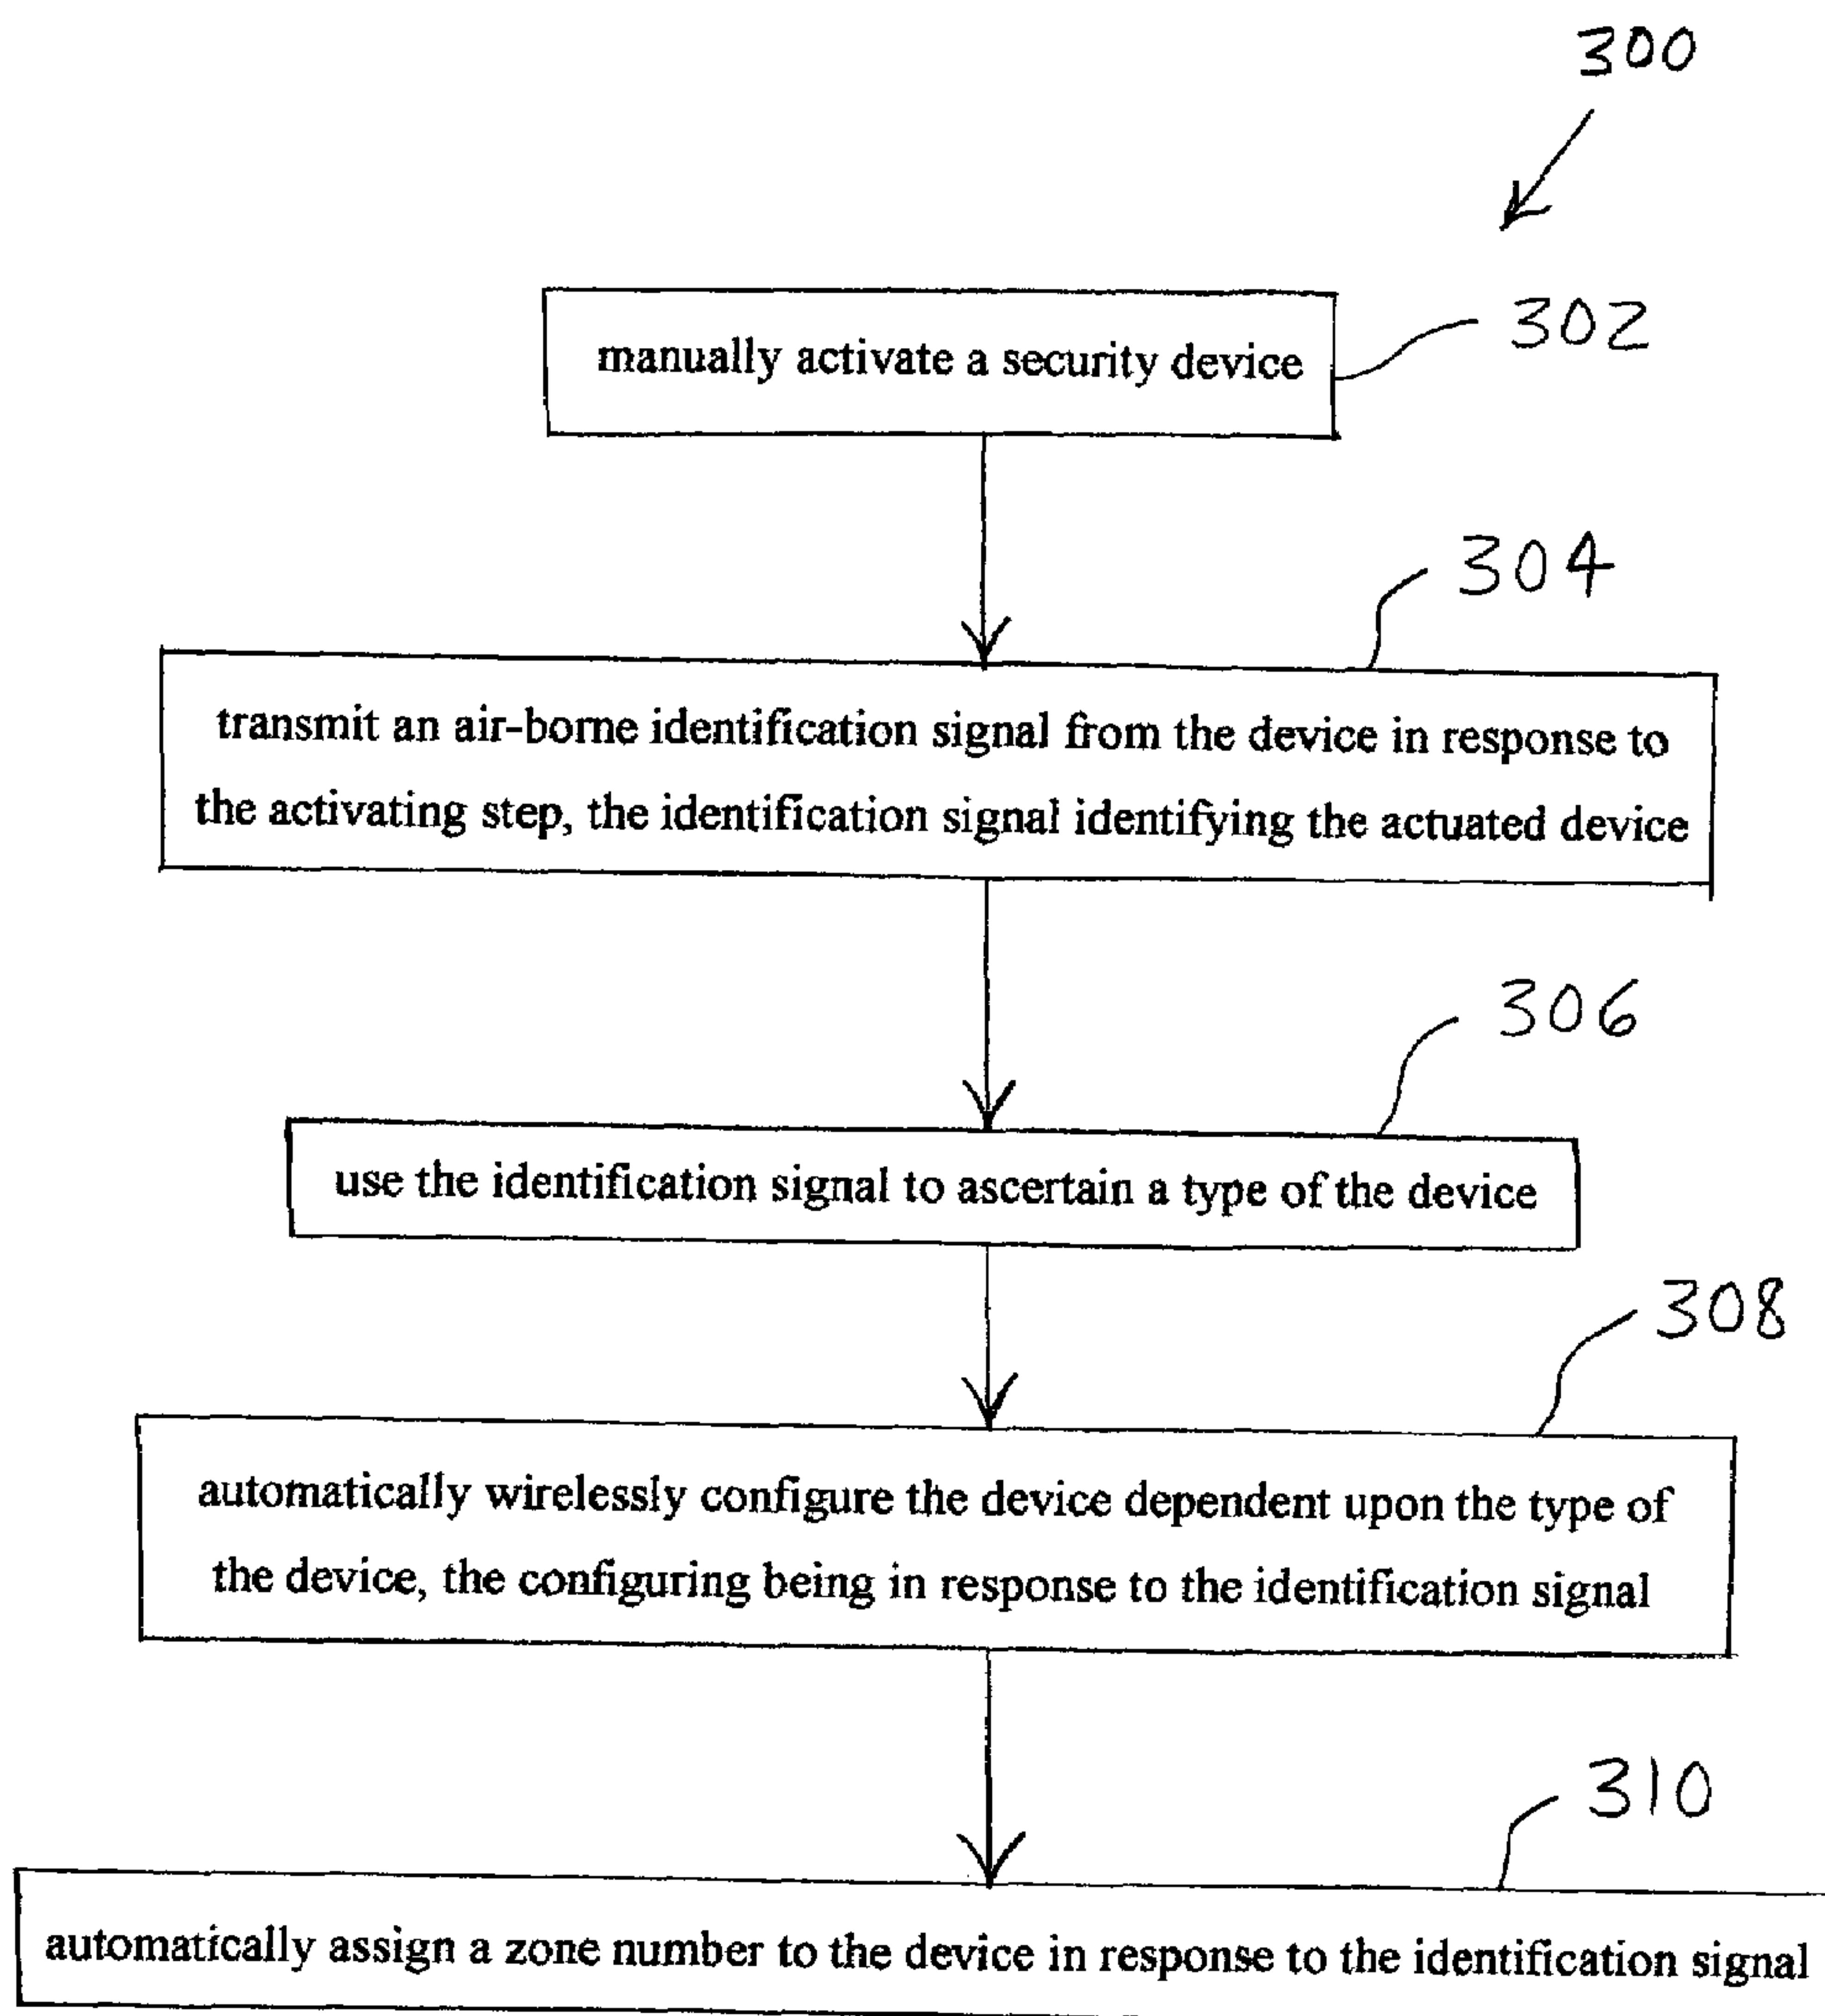 300
manually activate a security device
302
304
transmit an air-borne identification signal from the device in response to
the activating step, the identification signal identifying the actuated device
306
use the identification signal to ascertain a type of the device
308
automatically wirelessly configure the device dependent upon the type of
the device, the configuring being in response to the identification signal
310
automatically assign a zone number to the device in response to the identification signal